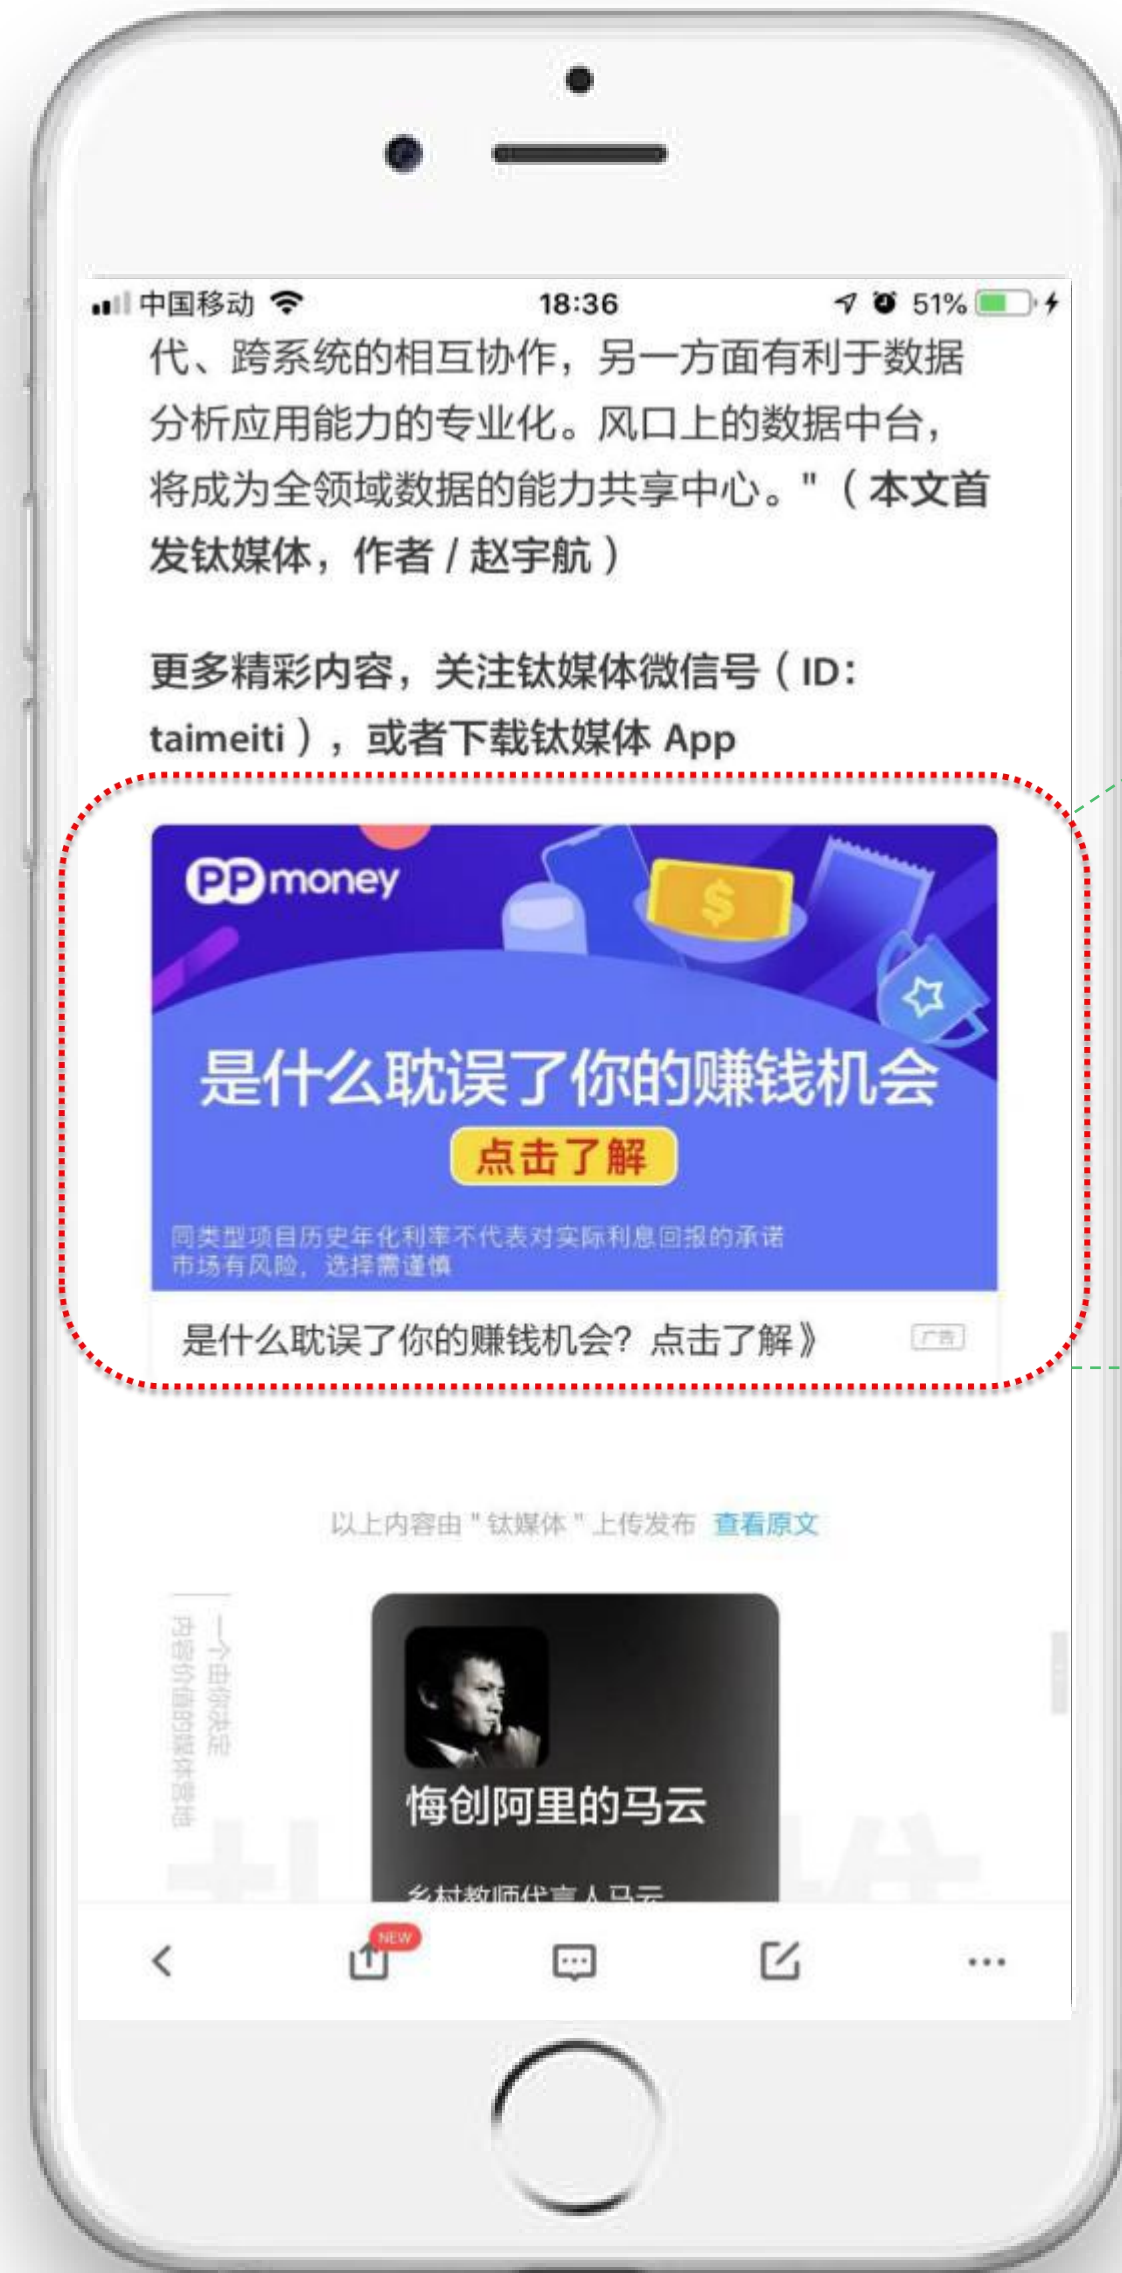 中国移动 18:36 51%
代、跨系统的相互协作，另一方面有利于数据
分析应用能力的专业化。风口上的数据中台，
将成为全领域数据的能力共享中心。"（本文首
发钛媒体，作者 / 赵宇航）
更多精彩内容，关注钛媒体微信号（ID：
taimeiti），或者下载钛媒体 App
PPmoney
$
是什么耽误了你的赚钱机会
点击了解
同类型项目历史年化利率不代表对实际利息回报的承诺
市场有风险，选择需谨慎
是什么耽误了你的赚钱机会？点击了解》
广告
以上内容由 " 钛媒体 " 上传发布 查看原文
一个由你决定
内容价值的媒体营地
悔创阿里的马云
乡村教师代言人马云
NEW